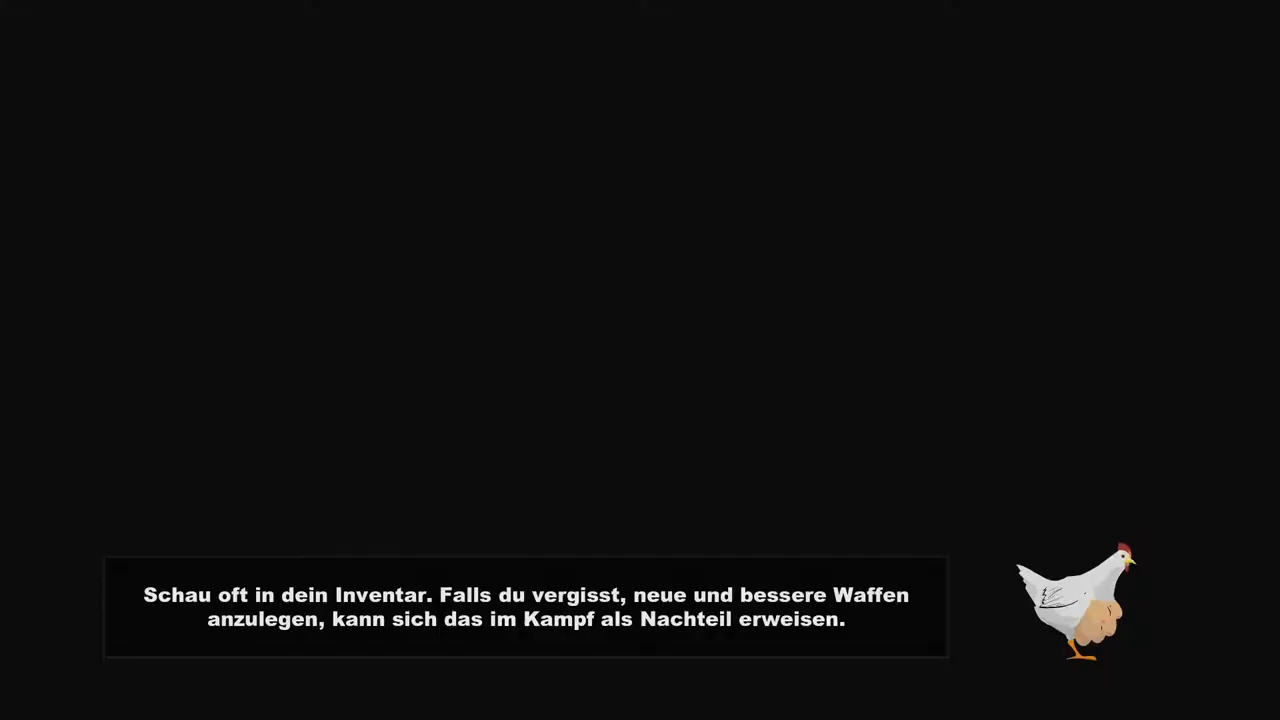 Schau oft in dein Inventar. Falls du vergisst, neue und bessere Waffen
anzulegen, kann sich das im Kampf als Nachteil erweisen.